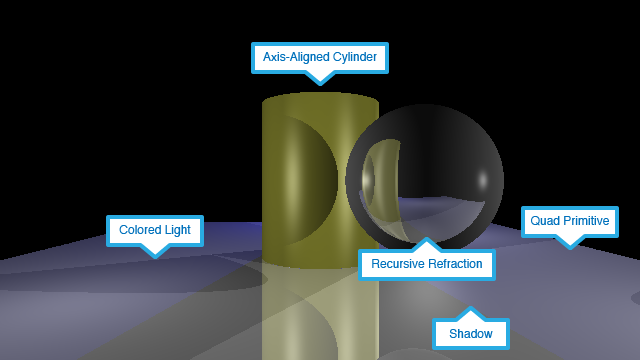 Axis-Aligned Cylinder
Colored Light
Quad Primitive
Recursive Refraction
Shadow